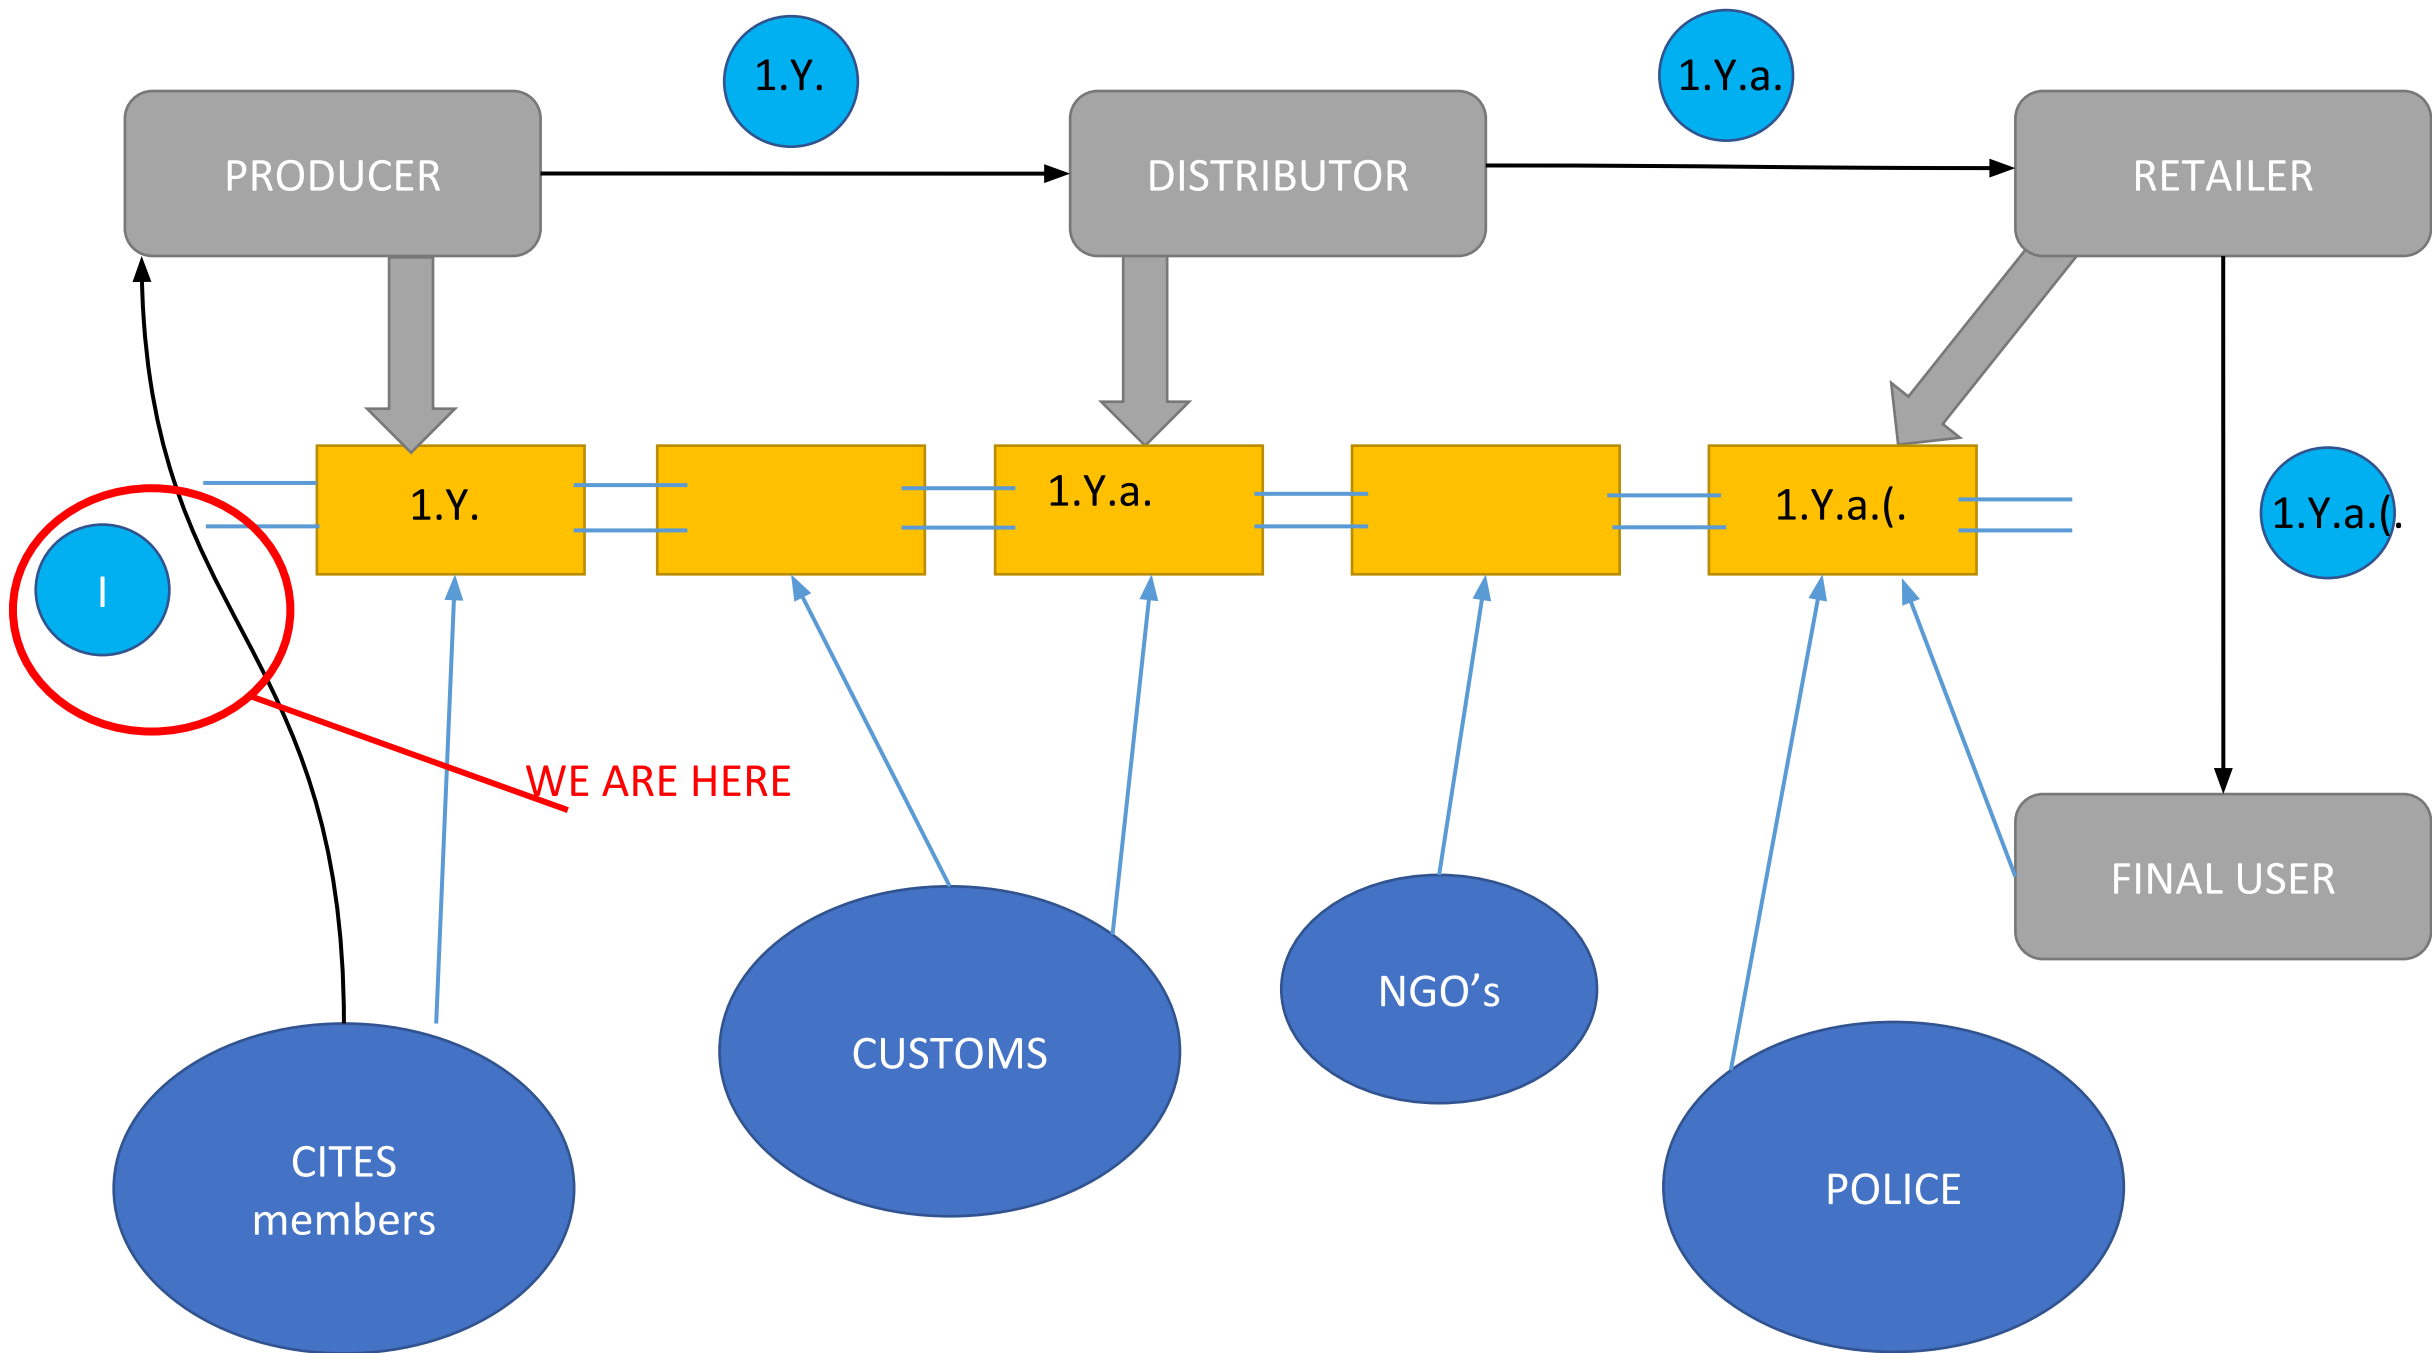 1.Y.
1.Y.a.
PRODUCER
DISTRIBUTOR
RETAILER
1.Y.
1.Y.a.
1.Y.a.(.
1.Y.a.(.
I
WE ARE HERE
FINAL USER
NGO’s
CUSTOMS
CITES
members
POLICE